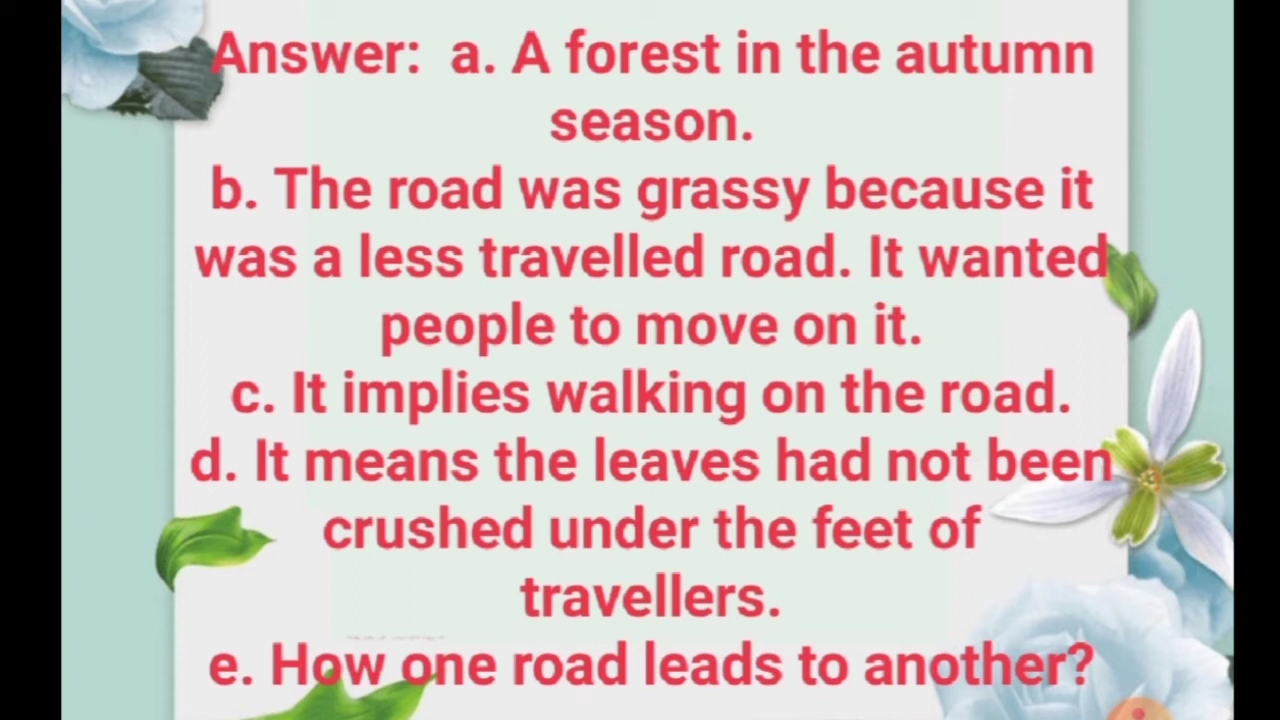 Answer:  a. A forest in the autumn
season.
b. The road was grassy because it
was a less travelled road. It wanted
people to move on it.
c. It implies walking on the road.
d. It means the leaves had not been
crushed under the feet of
travellers.
e. How one road leads to another?